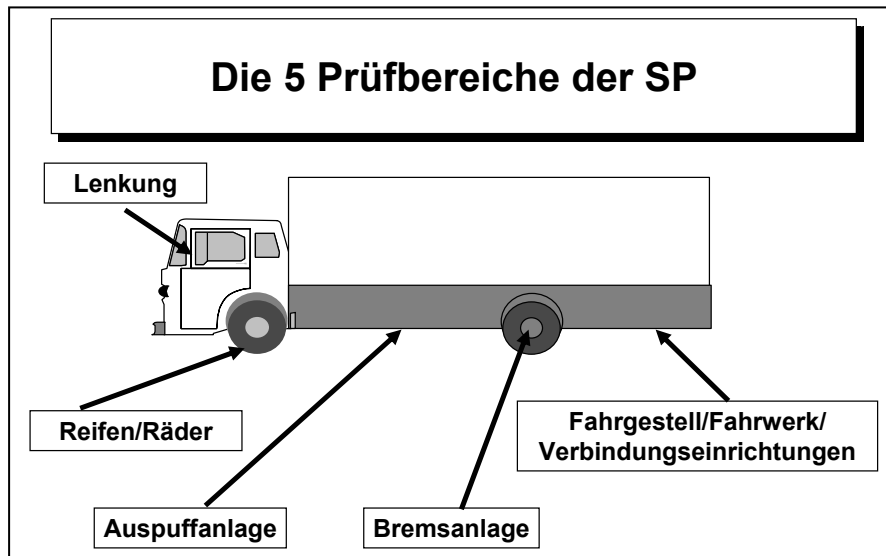 Die 5 Prüfbereiche der SP
Lenkung
Reifen/Räder
Fahrgestell/Fahrwerk/
Verbindungseinrichtungen
Auspuffanlage
Bremsanlage